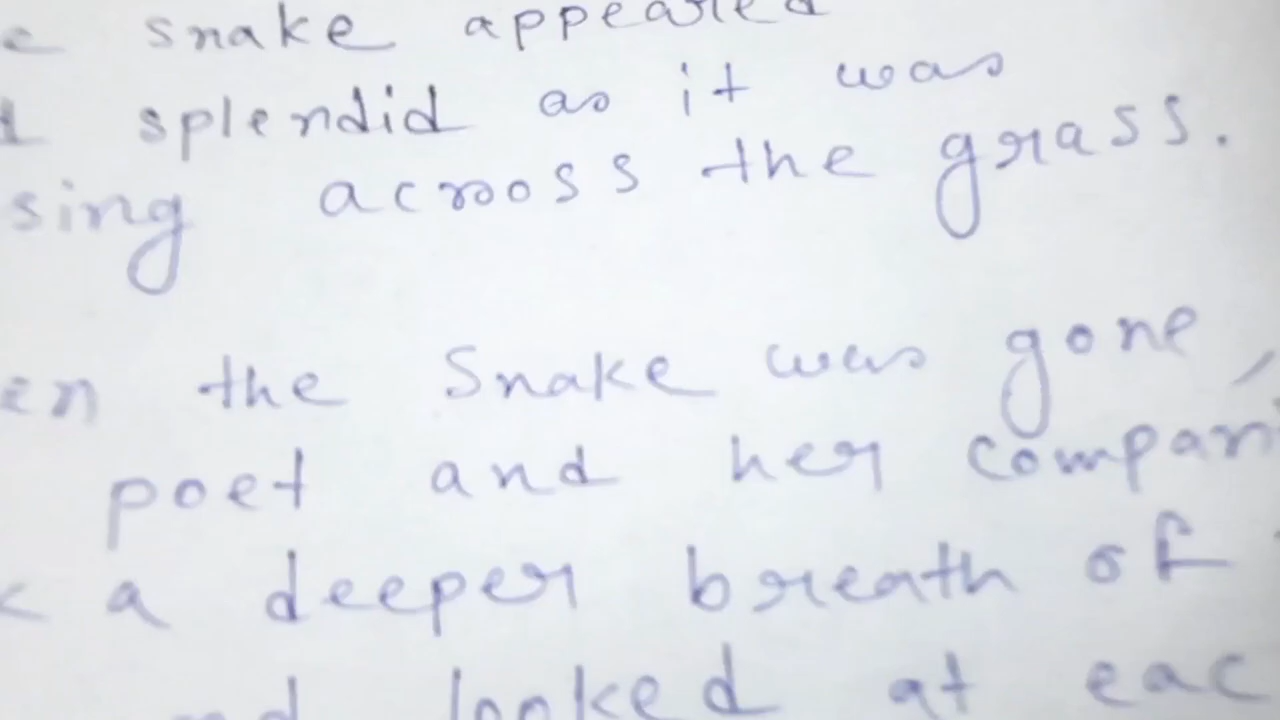 snake appeared
splendid as it was
sing across the grass.
the Snake was gone,
poet and her compani
a deeper breath of
looked at eac